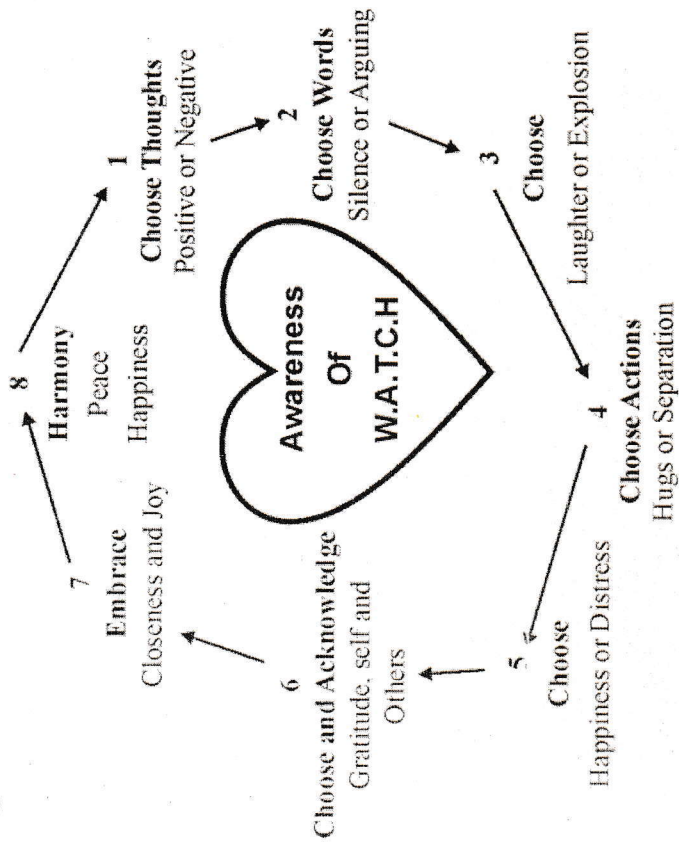 8
Harmony
Peace
Happiness
1
Choose Thoughts
Positive or Negative
2
Choose Words
Silence or Arguing
3
Choose
Laughter or Explosion
4
Choose Actions
Hugs or Separation
5
Choose
Happiness or Distress
6
Choose and Acknowledge
Gratitude, self and
Others
7
Embrace
Closeness and Joy
Awareness
Of
W.A.T.C.H